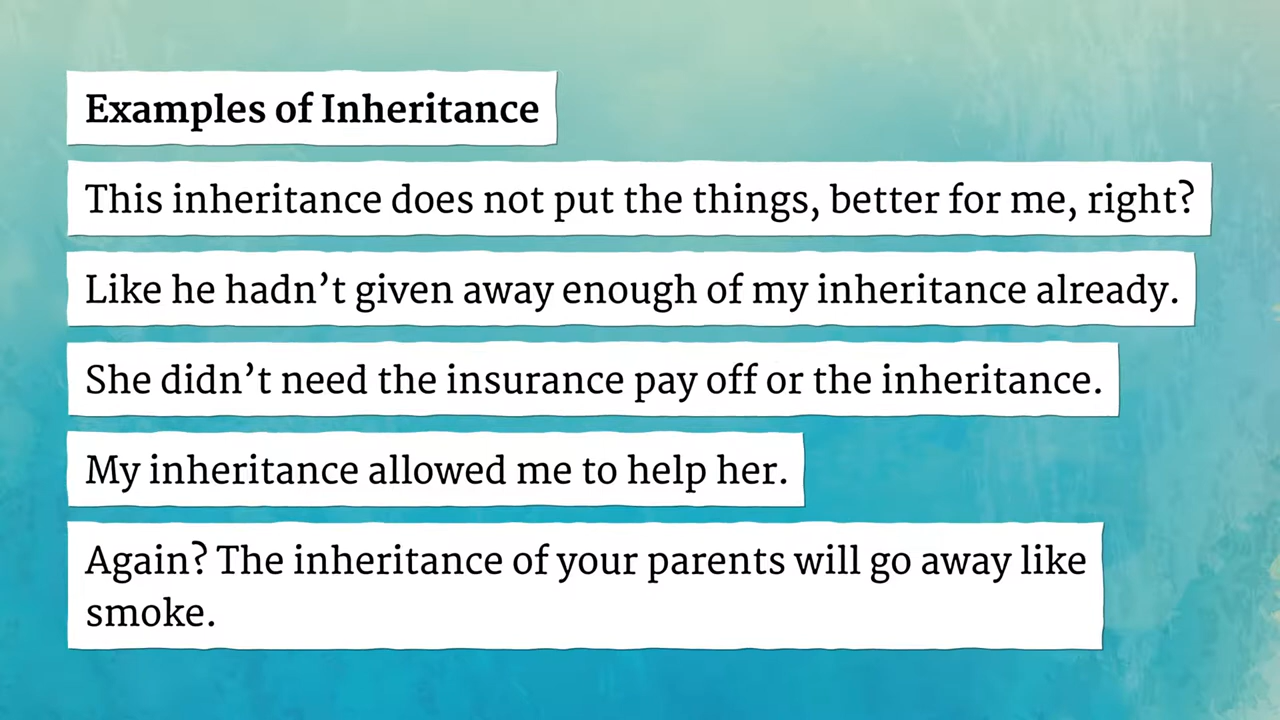 Examples of Inheritance
This inheritance does not put the things, better for me, right?
Like he hadn’t given away enough of my inheritance already.
She didn’t need the insurance pay off or the inheritance.
My inheritance allowed me to help her.
Again? The inheritance of your parents will go away like
smoke.